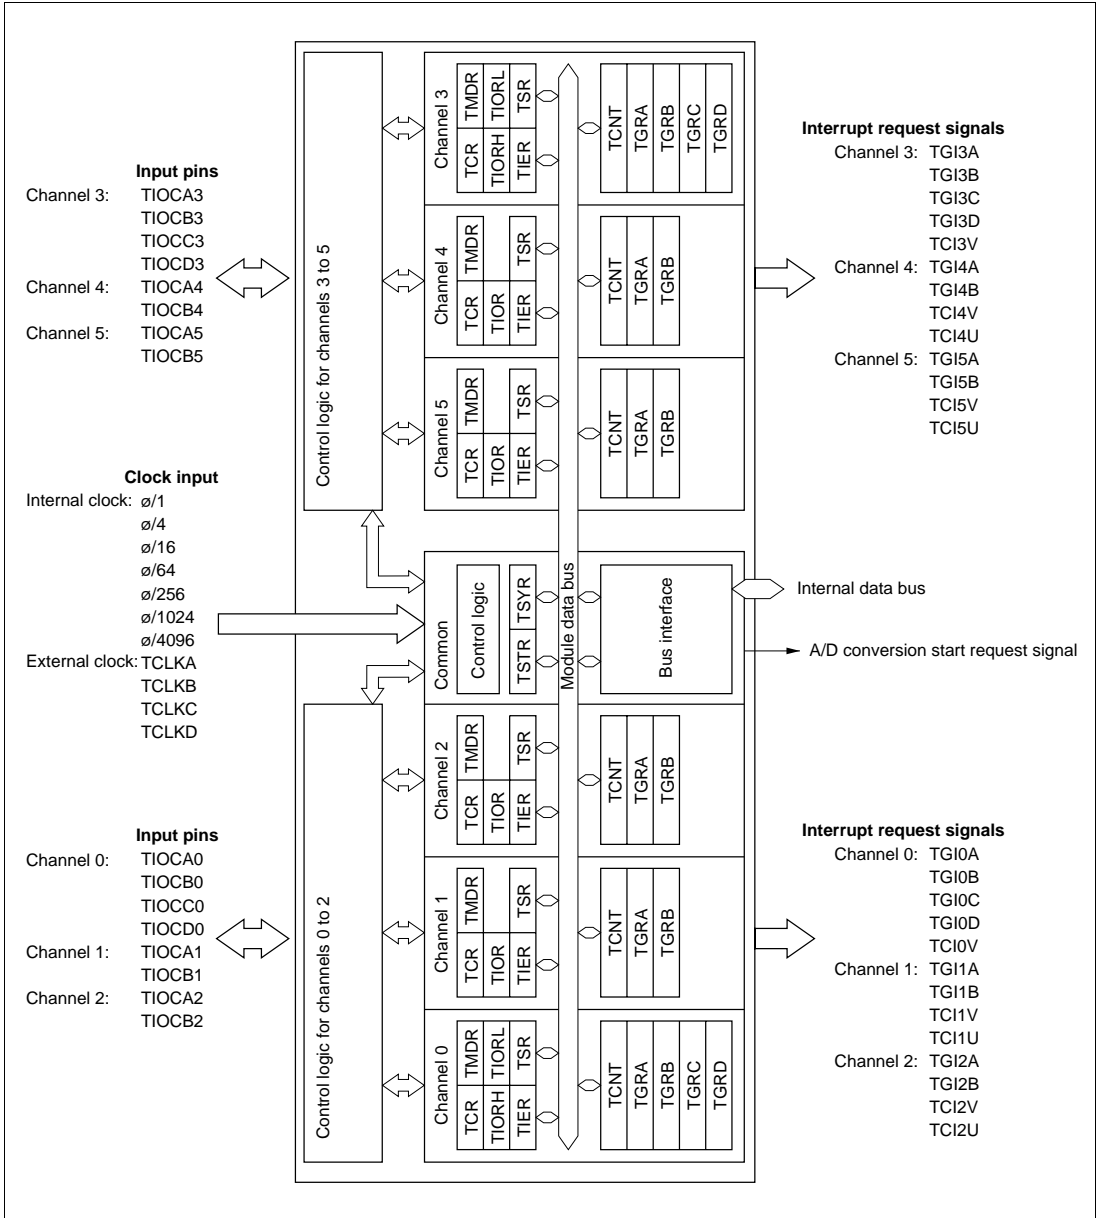 Input pins
Channel 3: TIOCA3
TIOCB3
TIOCC3
TIOCD3
Channel 4: TIOCA4
TIOCB4
Channel 5: TIOCA5
TIOCB5
Clock input
Internal clock: ø/1
ø/4
ø/16
ø/64
ø/256
ø/1024
ø/4096
External clock: TCLKA
TCLKB
TCLKC
TCLKD
Input pins
Channel 0: TIOCA0
TIOCB0
TIOCC0
TIOCD0
Channel 1: TIOCA1
TIOCB1
Channel 2: TIOCA2
TIOCB2
Control logic for channels 3 to 5
Control logic for channels 0 to 2
Channel 3
TCR TMDR
TIORH TIORL
TIER TSR
TCNT
TGRA
TGRB
TGRC
TGRD
Channel 4
TCR TMDR
TIOR
TIER TSR
TCNT
TGRA
TGRB
Channel 5
TCR TMDR
TIOR
TIER TSR
TCNT
TGRA
TGRB
Common
Control logic
TSTR TSYR
Module data bus
Bus interface
Channel 2
TCR TMDR
TIOR
TIER TSR
TCNT
TGRA
TGRB
Channel 1
TCR TMDR
TIOR
TIER TSR
TCNT
TGRA
TGRB
Channel 0
TCR TMDR
TIORH TIORL
TIER TSR
TCNT
TGRA
TGRB
TGRC
TGRD
Interrupt request signals
Channel 3: TGI3A
TGI3B
TGI3C
TGI3D
TCI3V
Channel 4: TGI4A
TGI4B
TCI4V
TCI4U
Channel 5: TGI5A
TGI5B
TCI5V
TCI5U
Internal data bus
A/D conversion start request signal
Interrupt request signals
Channel 0: TGI0A
TGI0B
TGI0C
TGI0D
TCI0V
Channel 1: TGI1A
TGI1B
TCI1V
TCI1U
Channel 2: TGI2A
TGI2B
TCI2V
TCI2U